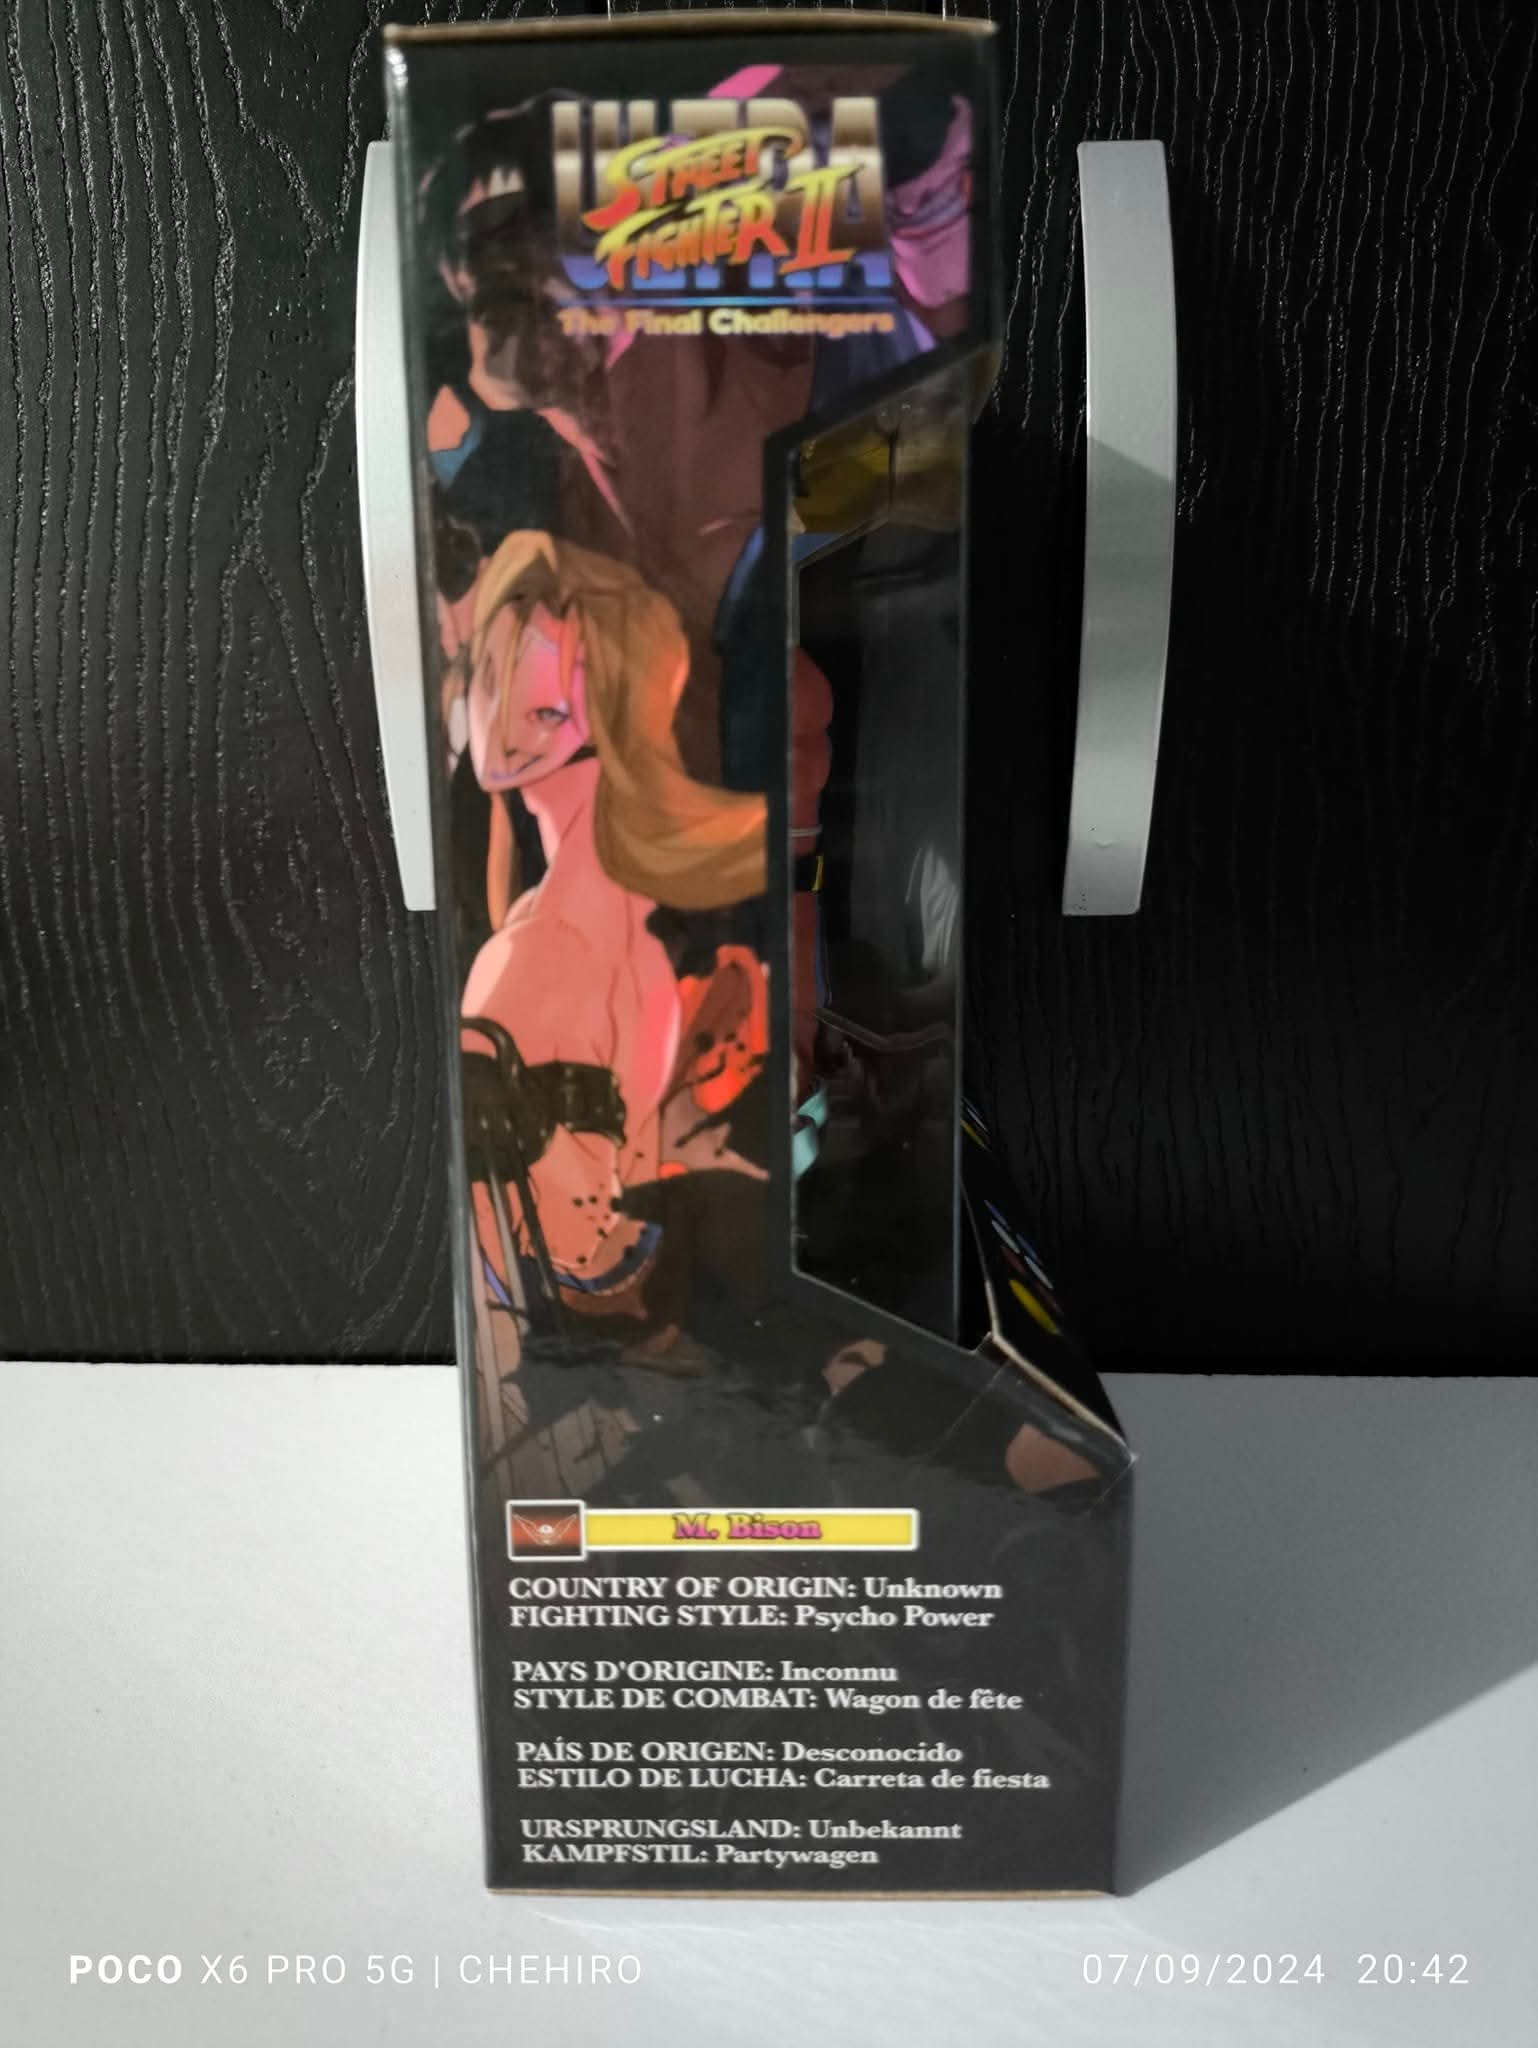 ULTRA
STREET
FIGHTER II
The Final Challengers
M. Bison
COUNTRY OF ORIGIN: Unknown
FIGHTING STYLE: Psycho Power
PAYS D'ORIGINE: Inconnu
STYLE DE COMBAT: Wagon de fête
PAÍS DE ORIGEN: Desconocido
ESTILO DE LUCHA: Carreta de fiesta
URSPRUNGSLAND: Unbekannt
KAMPFSTIL: Partywagen
POCO X6 PRO 5G | CHEHIRO
07/09/2024 20:42